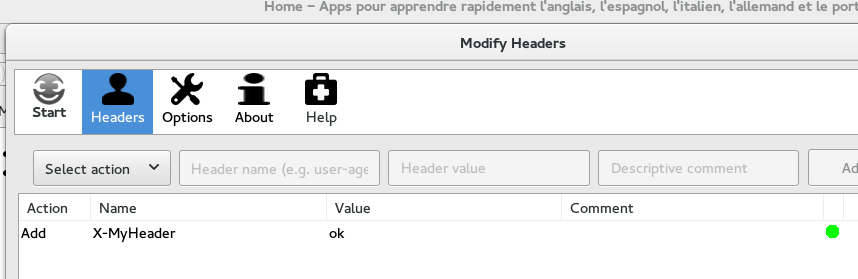 Home – Apps pour apprendre rapidement l'anglais, l'espagnol, l'italien, l'allemand et le port
Modify Headers
Start
Headers
Options
About
Help
Select action
Header name (e.g. user-age
Header value
Descriptive comment
Ad
Action Name Value Comment
Add X-MyHeader ok